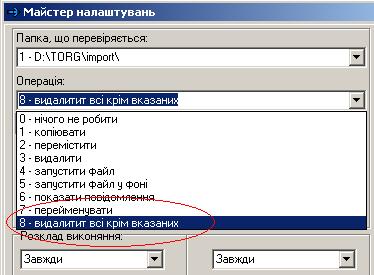 Майстер налаштувань
Папка, що перевіряється:
1 - D:\TORG\import\
Операція:
8 - видалитит всі крім вказаних
0 - нічого не робити
1 - копіювати
2 - перемістити
3 - видалити
4 - запустити файл
5 - запустити файл у фоні
6 - показати повідомлення
7 - перейменувати
8 - видалитит всі крім вказаних
Розклад виконяння:
Завжди Завжди